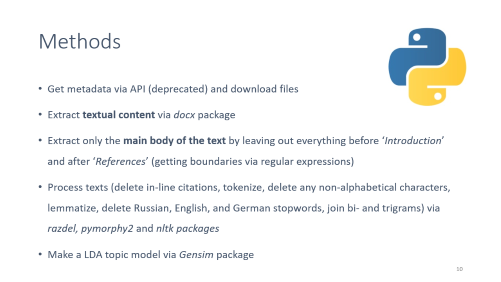 Methods
• Get metadata via API (deprecated) and download files
• Extract textual content via docx package
• Extract only the main body of the text by leaving out everything before ‘Introduction’
and after ‘References’ (getting boundaries via regular expressions)
• Process texts (delete in-line citations, tokenize, delete any non-alphabetical characters,
lemmatize, delete Russian, English, and German stopwords, join bi- and trigrams) via
razdel, pymorphy2 and nltk packages
• Make a LDA topic model via Gensim package
10